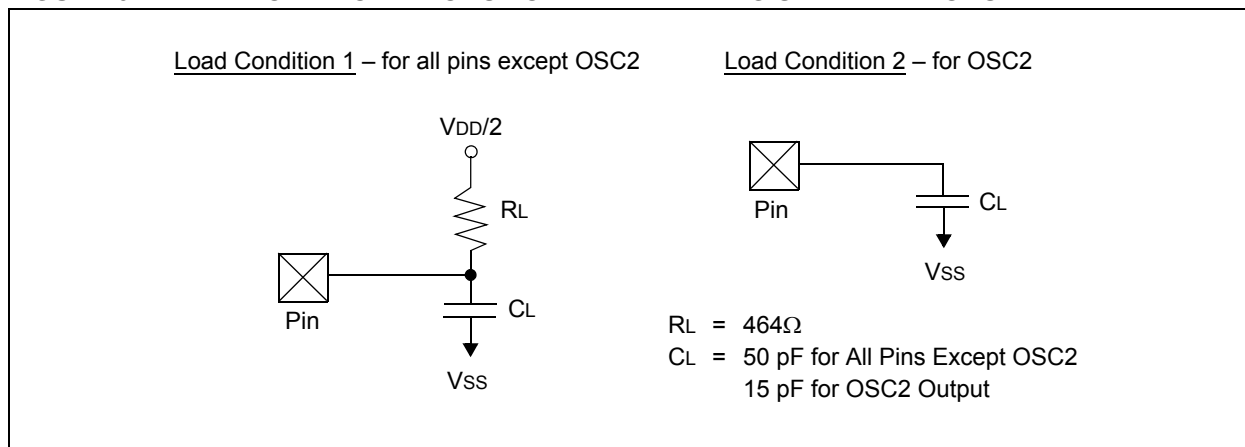 Load Condition 1 – for all pins except OSC2
VDD/2
RL
Pin
CL
VSS
Load Condition 2 – for OSC2
Pin
CL
VSS
RL = 464Ω
CL = 50 pF for All Pins Except OSC2
15 pF for OSC2 Output